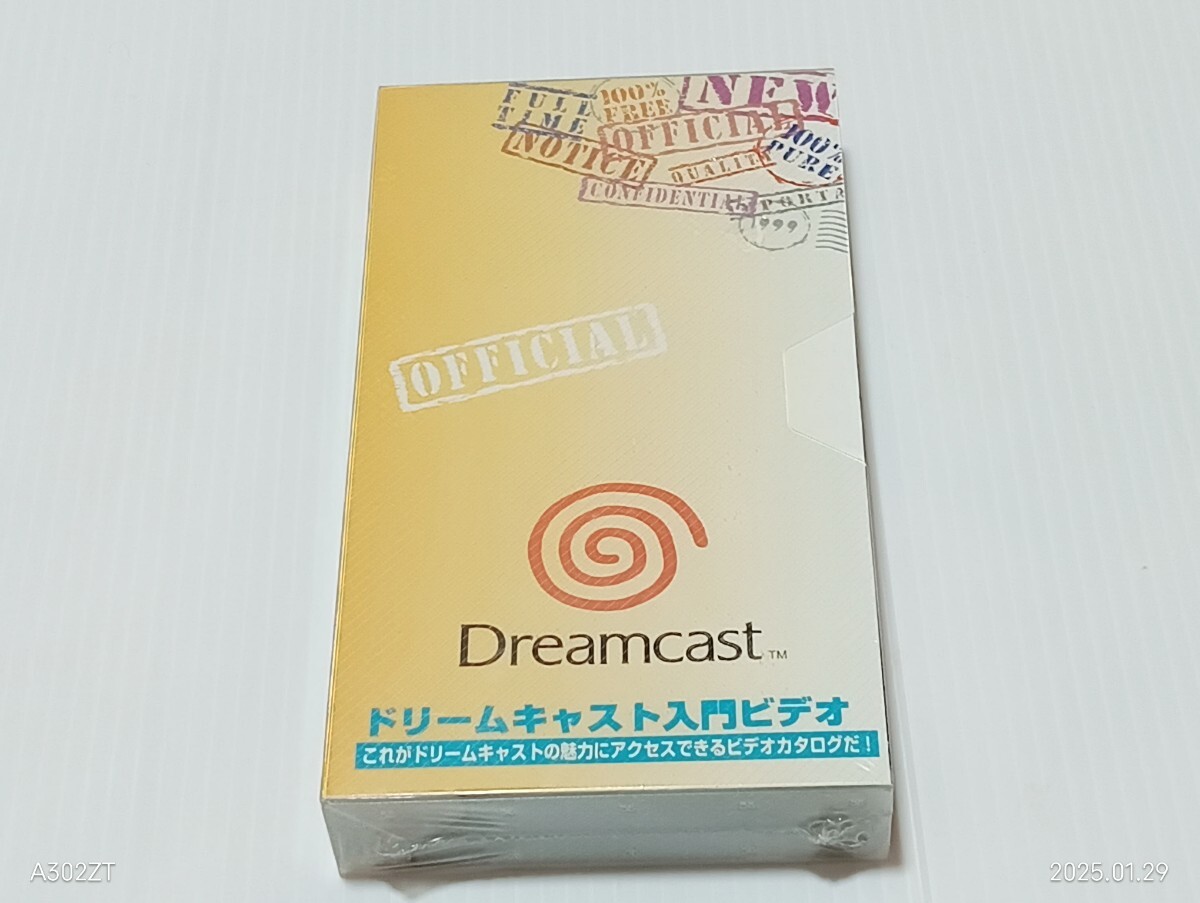 FULL TIME
100% FREE
NEW
OFFICIAL
NOTICE
100% PURE
QUALITY
CONFIDENTIAL
PORTA
1999
OFFICIAL
Dreamcast™
ドリームキャスト入門ビデオ
これがドリームキャストの魅力にアクセスできるビデオカタログだ!
A302ZT
2025.01.29